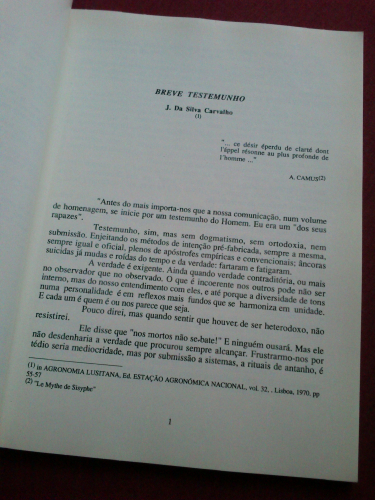 BREVE TESTEMUNHO
J. Da Silva Carvalho
(1)
"... ce désir éperdu de clarté dont
l'appel résonne au plus profonde de
l'homme ..."
A. CAMUS(2)
"Antes do mais importa-nos que a nossa comunicação, num volume
de homenagem, se inicie por um testemunho do Homem. Eu era um "dos seus
rapazes".
Testemunho, sim, mas sem dogmatismo, sem ortodoxia, nem
submissão. Enjeitando os métodos de intenção pré-fabricada, sempre a mesma,
sempre igual e oficial, plenos de apóstrofes empíricas e convencionais; âncoras
suicidas já mudas e roídas do tempo e da verdade: fartaram e fatigaram.
A verdade é exigente. Ainda quando verdade contraditória, ou mais
no observador que no observado. O que é incoerente nos outros pode não ser
interno, mas do nosso entendimento com eles, e até porque a diversidade de tons
numa personalidade é em reflexos mais fundos que se harmoniza em unidade.
E cada um é quem é ou nos parece que seja.
Pouco direi, mas quando sentir que houver de ser heterodoxo, não
resistirei.
Ele disse que "nos mortos não se bate!" E ninguém ousará. Mas ele
não desdenharia a verdade que procurou sempre alcançar. Frustrarmo-nos por
tédio seria mediocridade, mas por submissão a sistemas, a rituais de antanho, é
(1) in AGRONOMIA LUSITANA, Ed. ESTAÇÃO AGRONÓMICA NACIONAL, vol. 32, . Lisboa, 1970, pp
55-57
(2) "Le Mythe de Sisyphe"
1